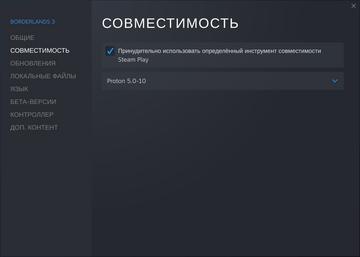 BORDERLANDS 3
ОБЩИЕ
СОВМЕСТИМОСТЬ
ОБНОВЛЕНИЯ
ЛОКАЛЬНЫЕ ФАЙЛЫ
ЯЗЫК
БЕТА-ВЕРСИИ
КОНТРОЛЛЕР
ДОП. КОНТЕНТ
СОВМЕСТИМОСТЬ
Принудительно использовать определённый инструмент совместимости
Steam Play
Proton 5.0-10